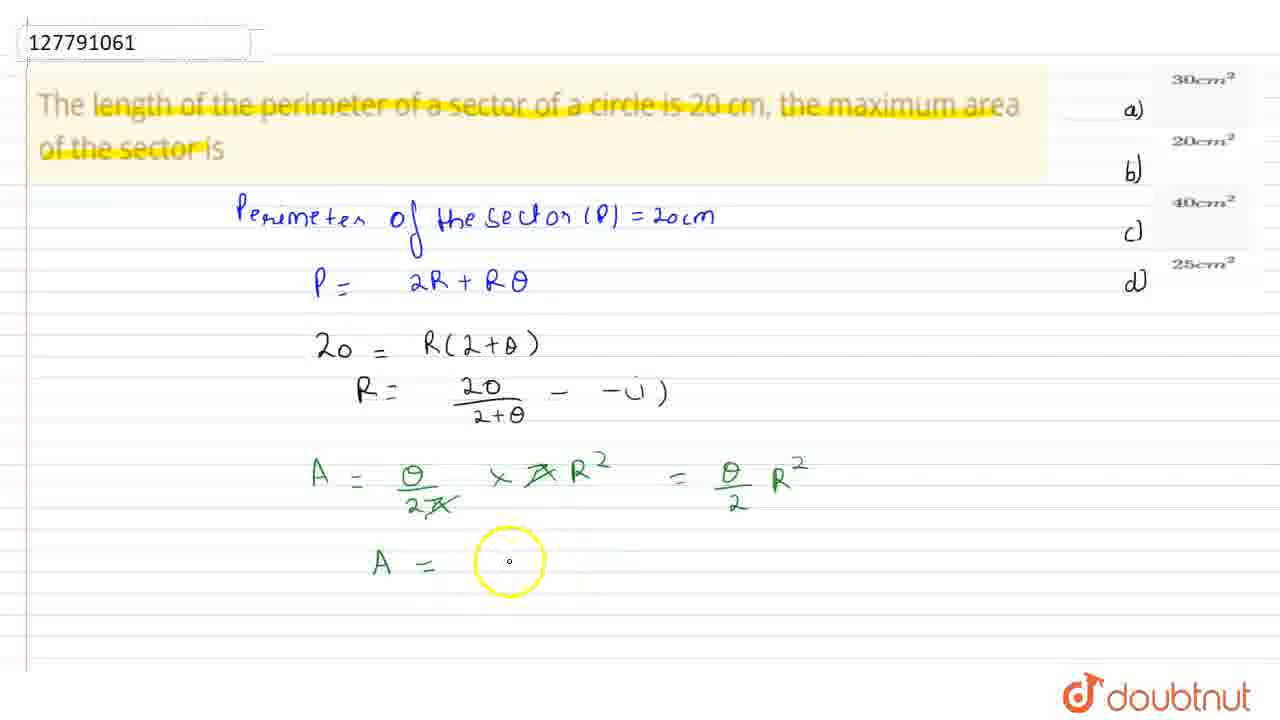 127791061
The length of the perimeter of a sector of a circle is 20 cm, the maximum area
of the sector is
a) 30cm²
b) 20cm²
c) 40cm²
d) 25cm²
Perimeter of the sector (P) = 20 cm
P = 2R + Rθ
20 = R(2+θ)
R = 20/(2+θ) - -(i)
A = θ/2π × πR² = θ/2 R²
A =
doubtnut